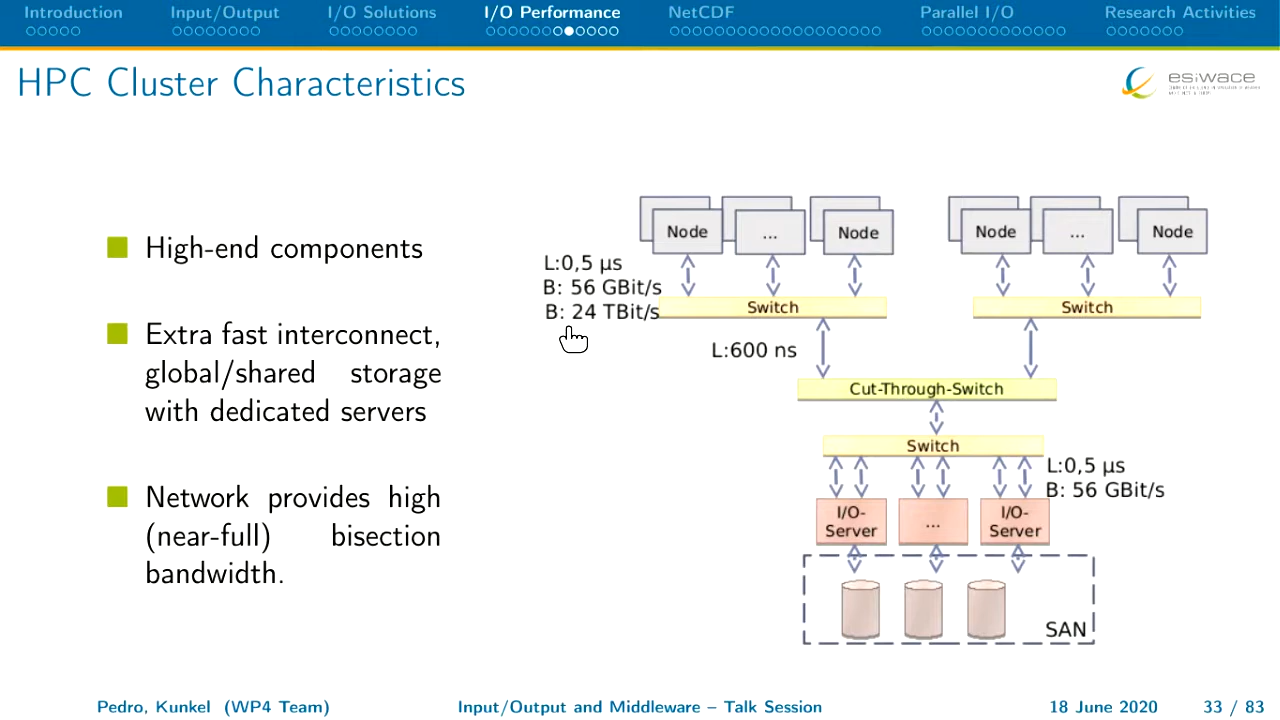 Introduction Input/Output I/O Solutions I/O Performance NetCDF Parallel I/O Research Activities
HPC Cluster Characteristics
esiwace
High-end components
Extra fast interconnect,
global/shared storage
with dedicated servers
Network provides high
(near-full) bisection
bandwidth.
Node ... Node Node ... Node
L:0,5 µs
B: 56 GBit/s
B: 24 TBit/s
Switch Switch
L:600 ns
Cut-Through-Switch
Switch
L:0,5 µs
B: 56 GBit/s
I/O-
Server
...
I/O-
Server
SAN
Pedro, Kunkel (WP4 Team) Input/Output and Middleware – Talk Session 18 June 2020 33 / 83